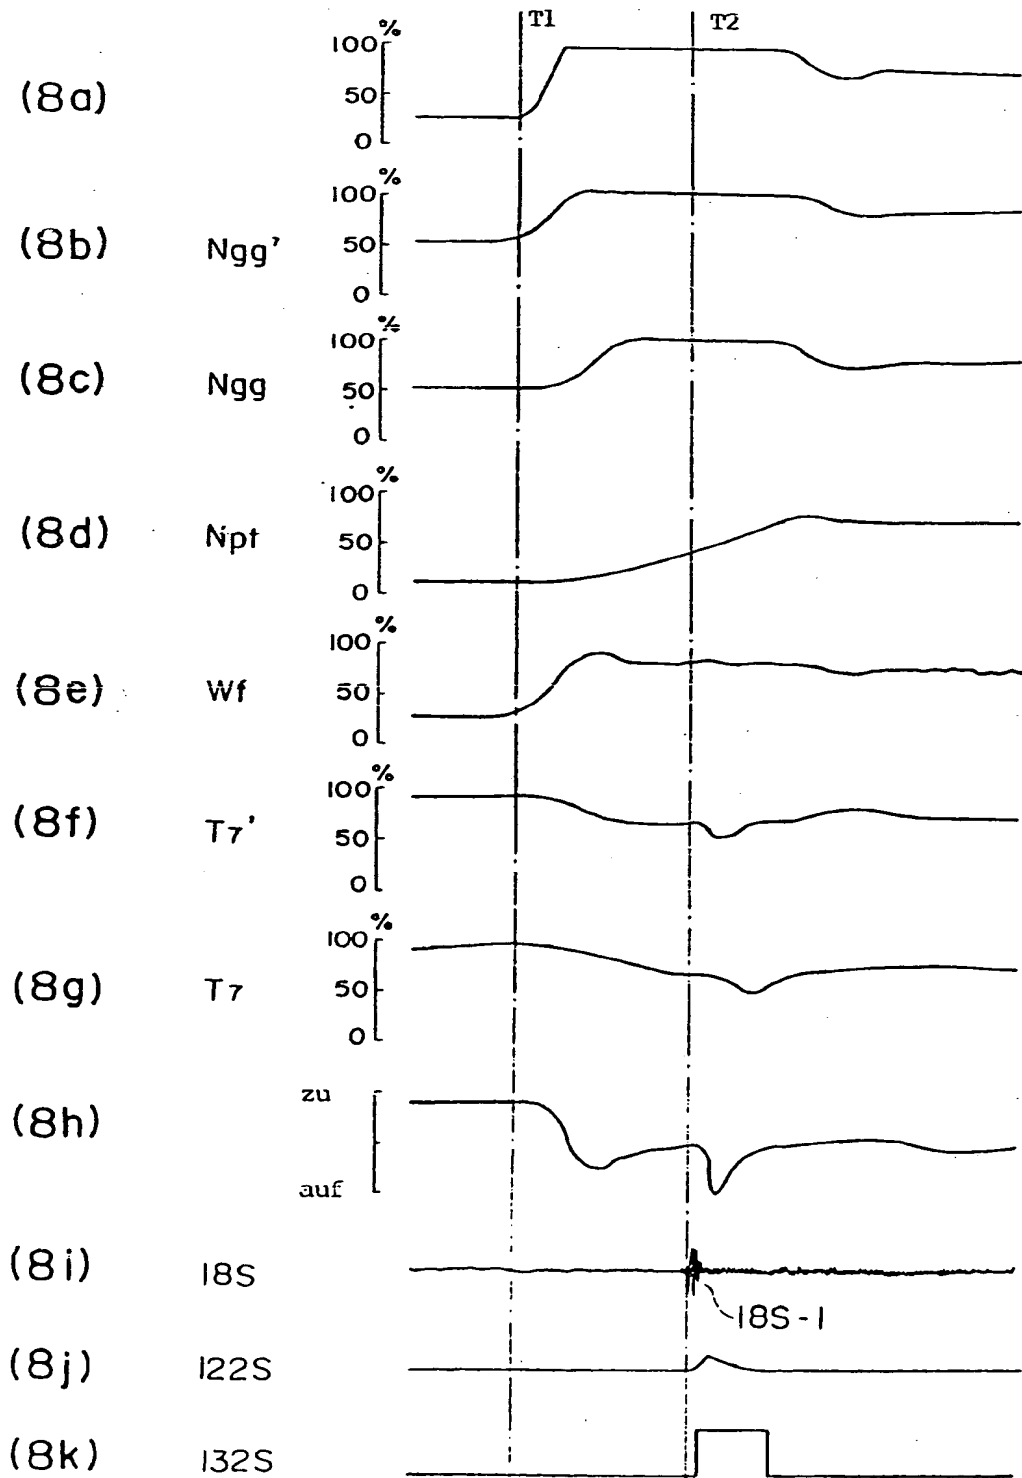 T1 T2
%
100
(8a)
50
0
%
100
(8b) Ngg'
50
0
%
100
(8c) Ngg
50
0
%
100
(8d) Npt
50
0
%
100
(8e) Wf
50
0
%
100
(8f) T7'
50
0
%
100
(8g) T7
50
0
zu
(8h)
auf
(8i) 18S
18S-1
(8j) 122S
(8k) 132S